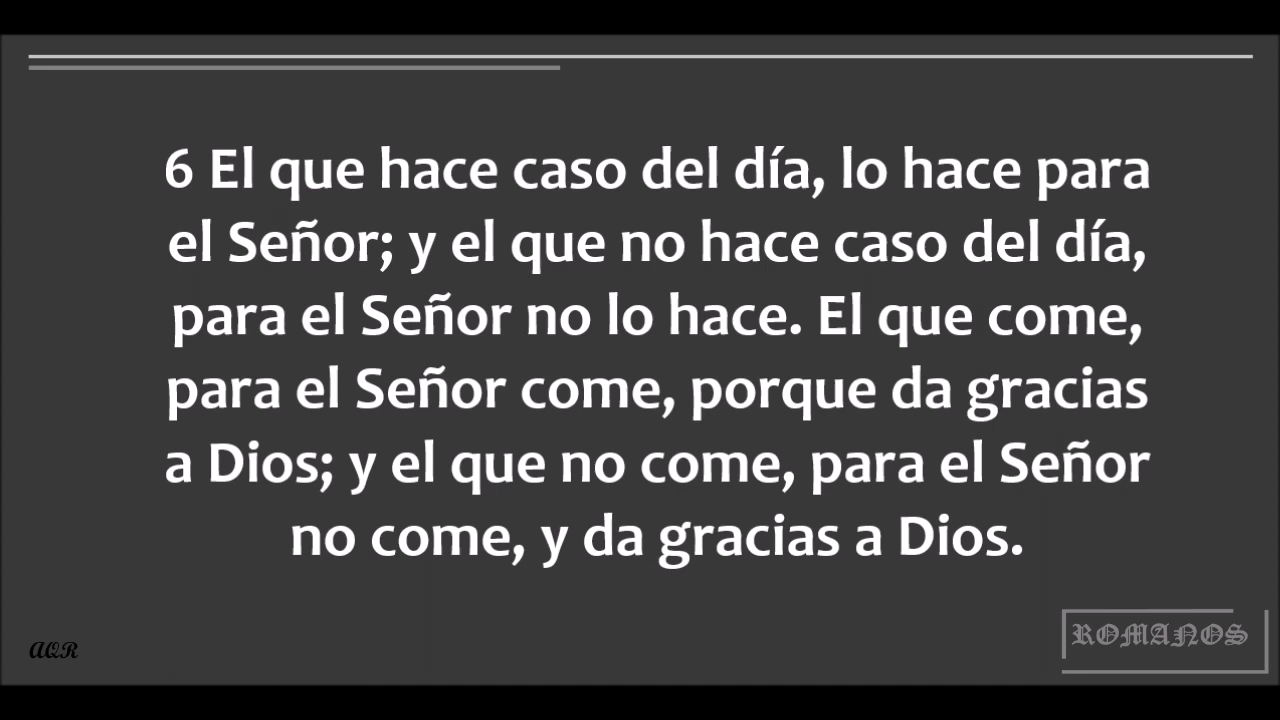 6 El que hace caso del día, lo hace para
el Señor; y el que no hace caso del día,
para el Señor no lo hace. El que come,
para el Señor come, porque da gracias
a Dios; y el que no come, para el Señor
no come, y da gracias a Dios.
ROMANOS
AQR